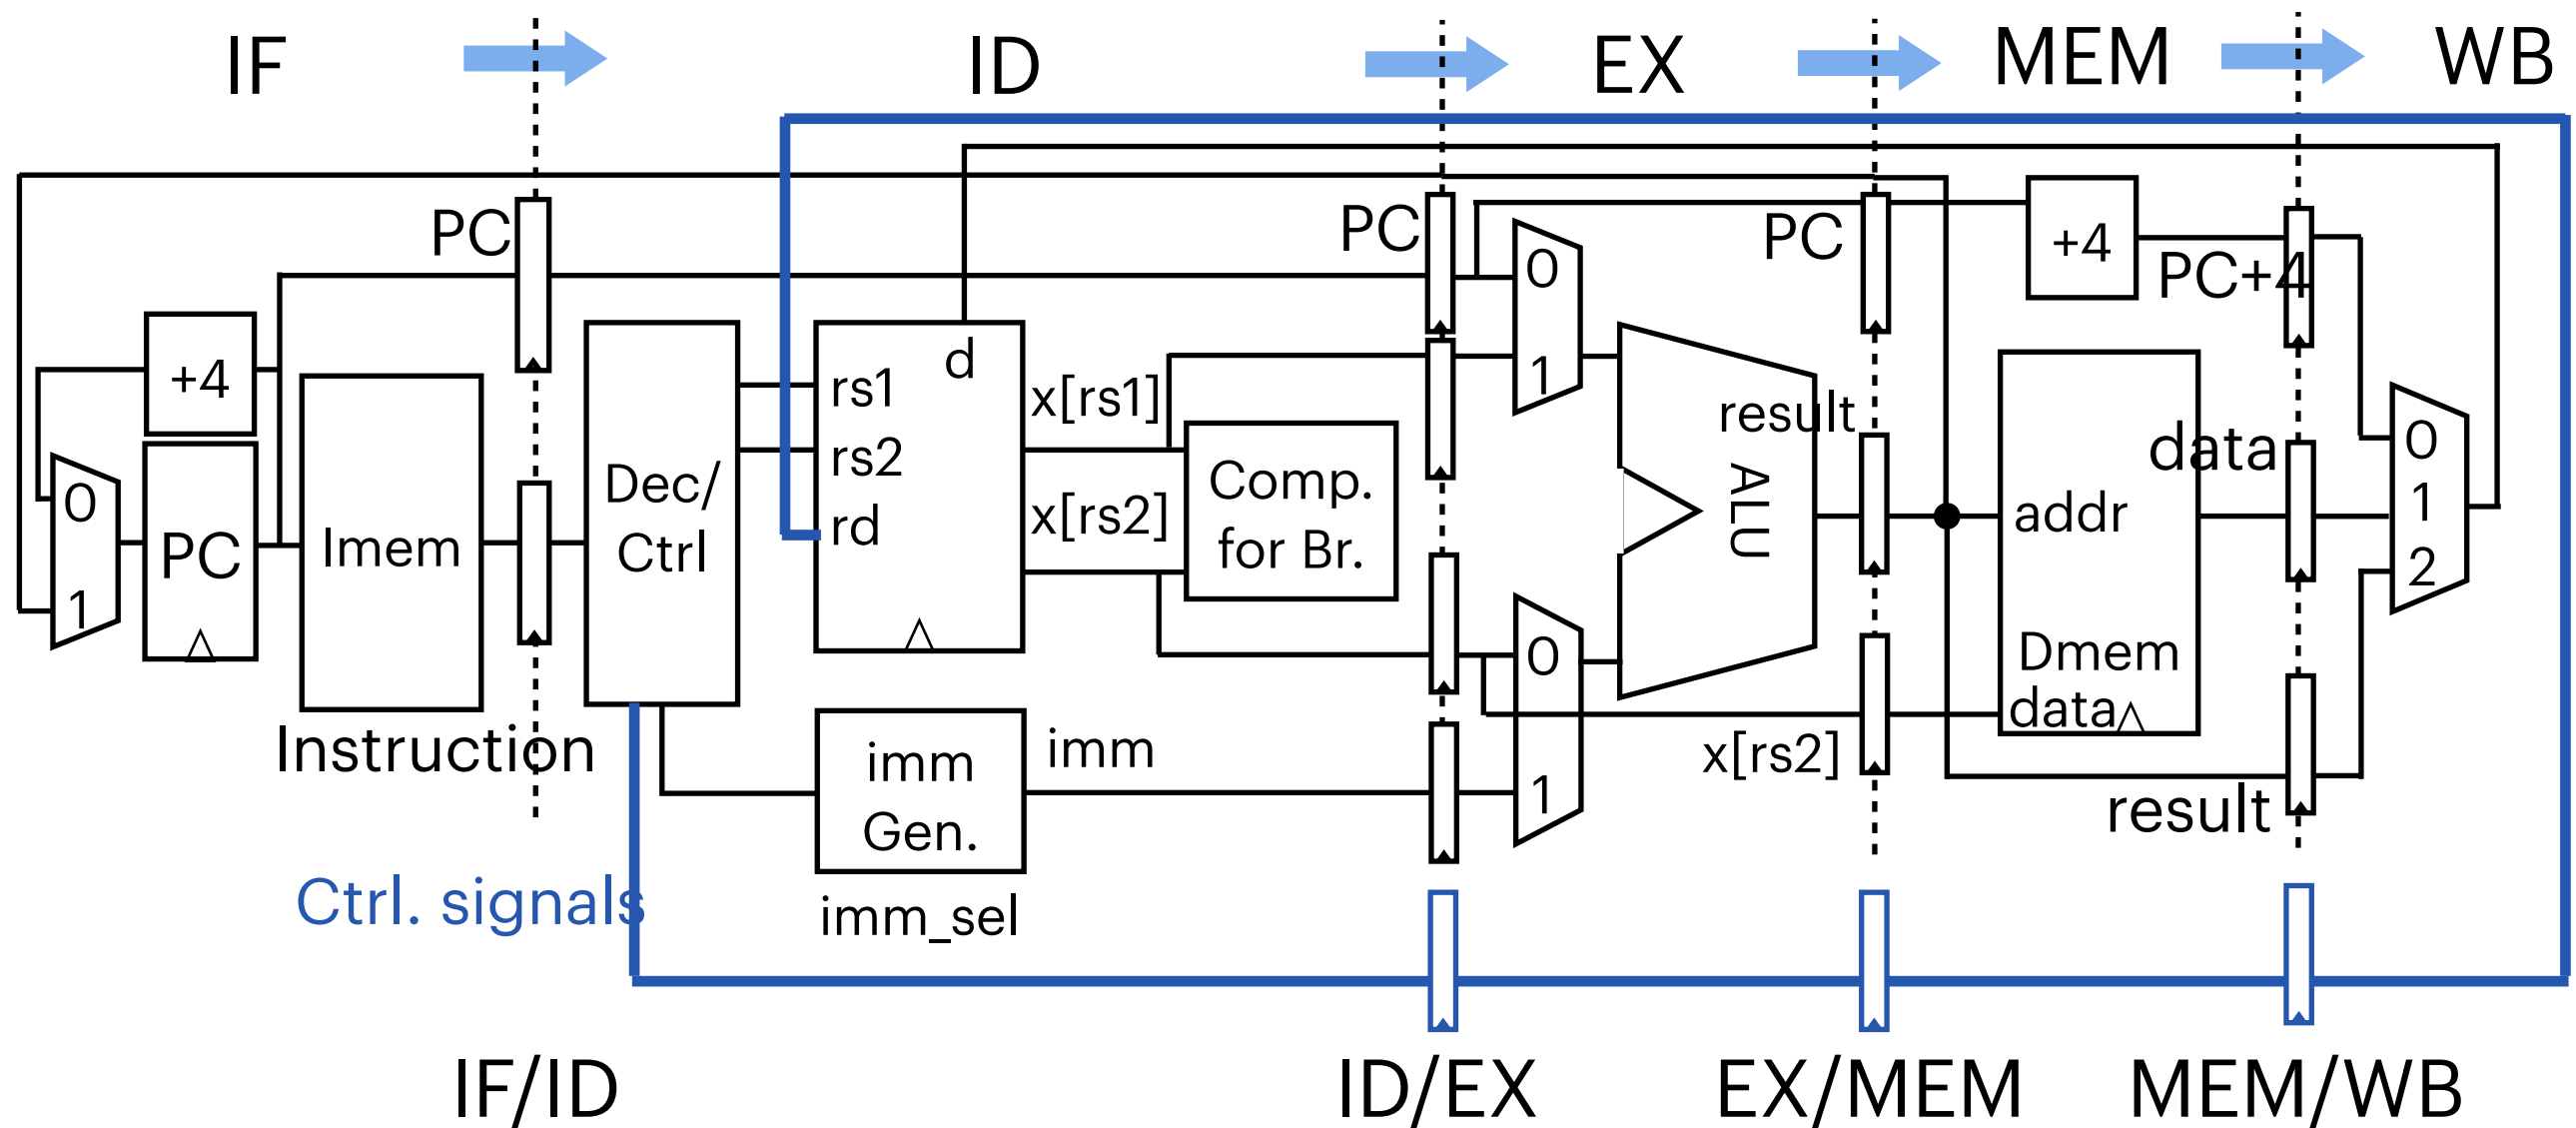 IF
ID
EX
MEM
WB
PC
PC
PC
+4
PC+4
+4
0
1
PC
Imem
Instruction
Dec/
Ctrl
d
rs1
rs2
rd
x[rs1]
x[rs2]
Comp.
for Br.
imm
Gen.
imm
imm_sel
0
1
0
1
ALU
result
x[rs2]
addr
Dmem
data
data
result
0
1
2
Ctrl. signals
IF/ID
ID/EX
EX/MEM
MEM/WB